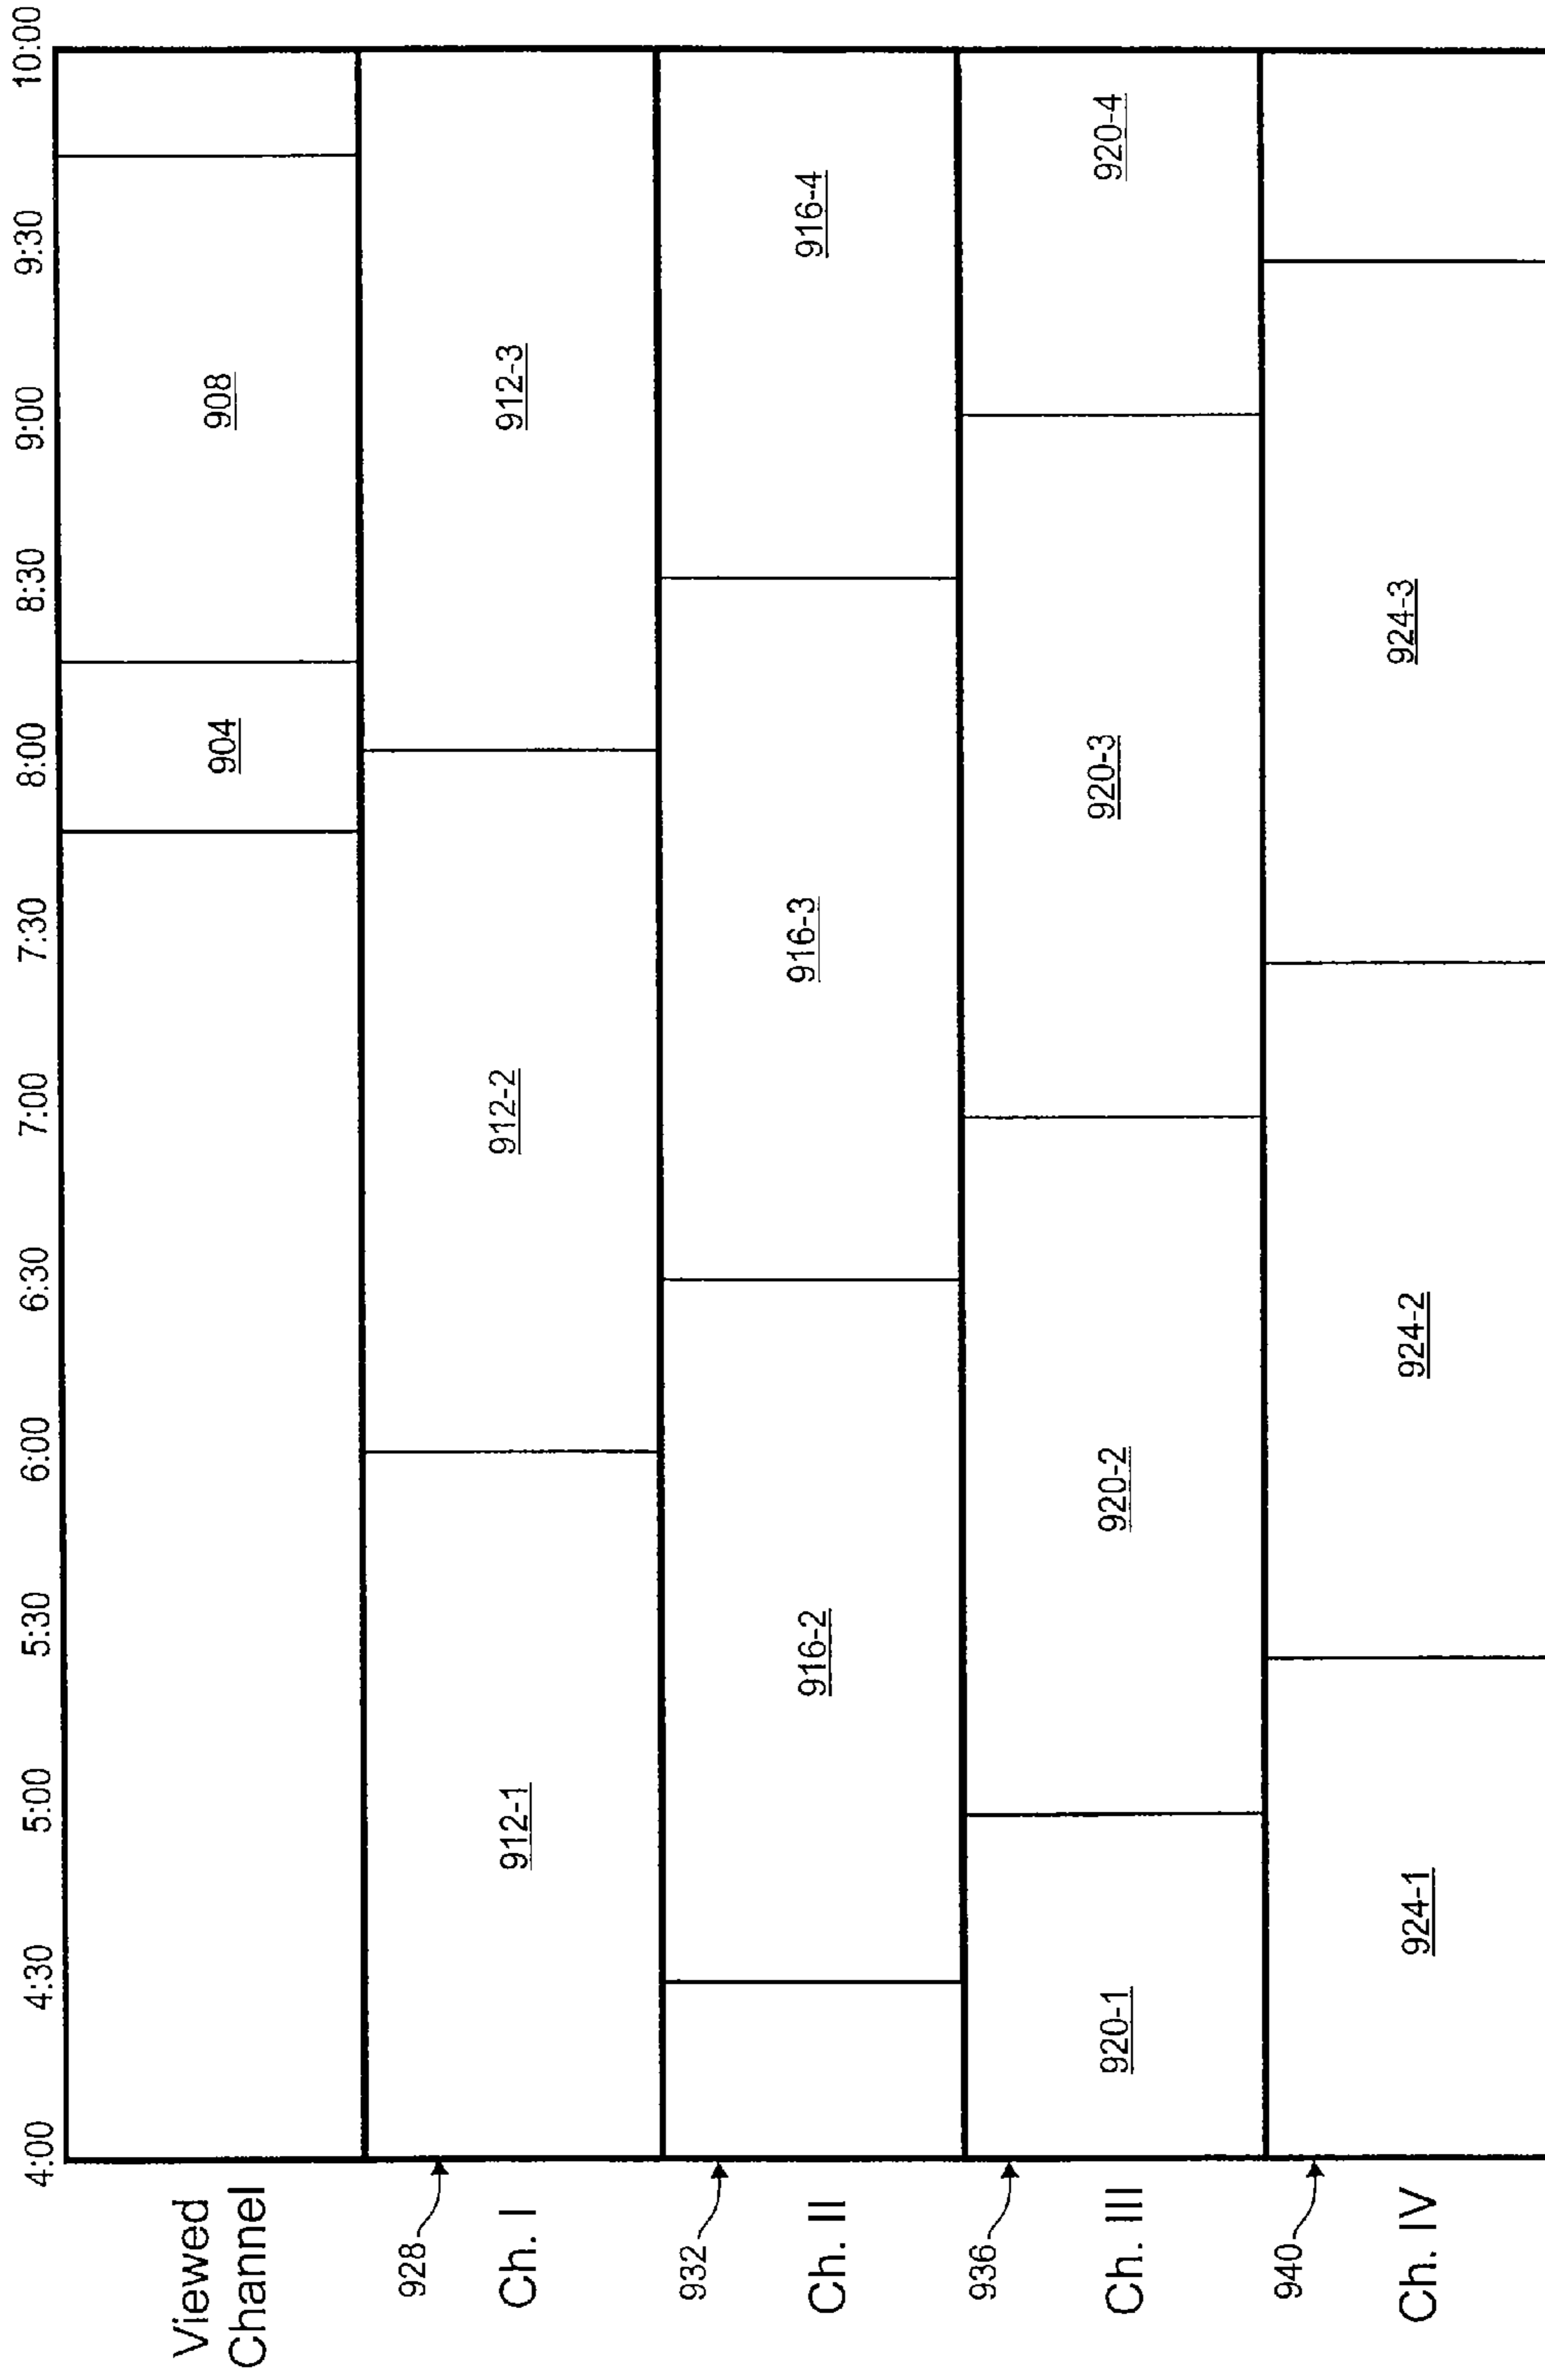 4:00 4:30 5:00 5:30 6:00 6:30 7:00 7:30 8:00 8:30 9:00 9:30 10:00
Viewed
Channel
904 908
928
Ch. I
912-1 912-2 912-3
932
Ch. II
916-2 916-3 916-4
936
Ch. III
920-1 920-2 920-3 920-4
940
Ch. IV
924-1 924-2 924-3